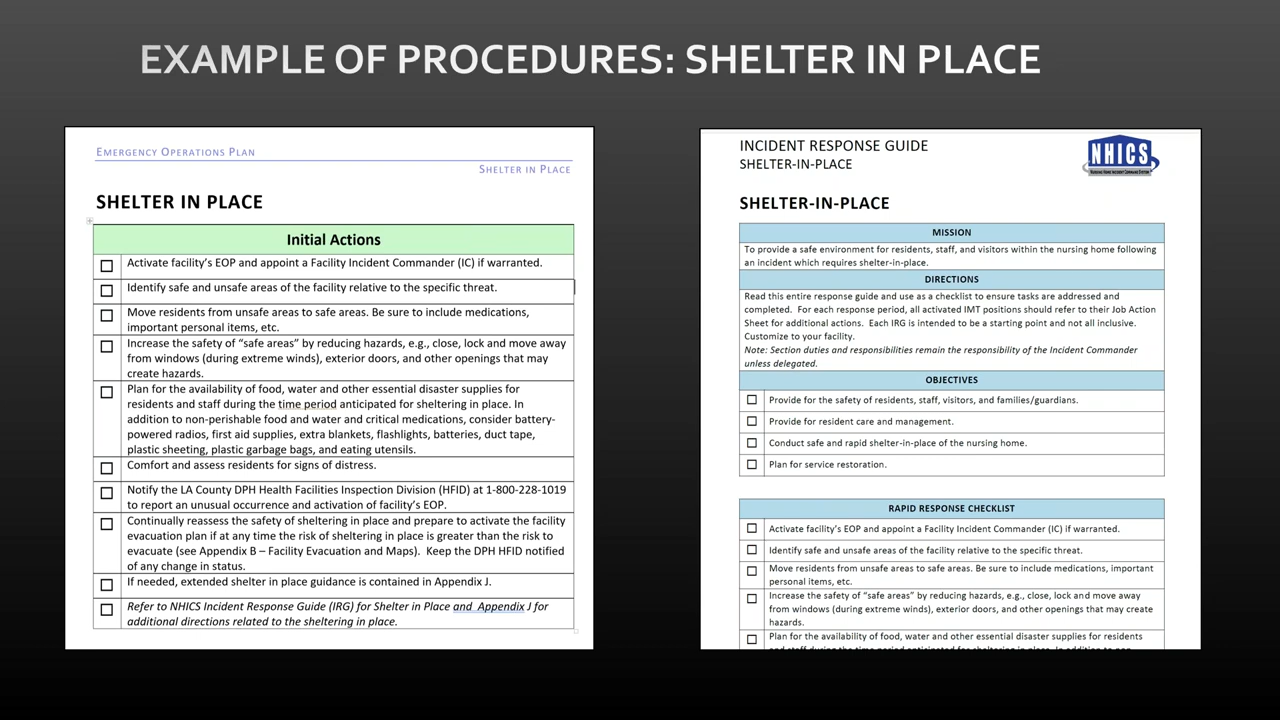 EXAMPLE OF PROCEDURES: SHELTER IN PLACE
EMERGENCY OPERATIONS PLAN
SHELTER IN PLACE
SHELTER IN PLACE
Initial Actions
Activate facility's EOP and appoint a Facility Incident Commander (IC) if warranted.
Identify safe and unsafe areas of the facility relative to the specific threat.
Move residents from unsafe areas to safe areas. Be sure to include medications,
important personal items, etc.
Increase the safety of "safe areas" by reducing hazards, e.g., close, lock and move away
from windows (during extreme winds), exterior doors, and other openings that may
create hazards.
Plan for the availability of food, water and other essential disaster supplies for
residents and staff during the time period anticipated for sheltering in place. In
addition to non-perishable food and water and critical medications, consider battery-
powered radios, first aid supplies, extra blankets, flashlights, batteries, duct tape,
plastic sheeting, plastic garbage bags, and eating utensils.
Comfort and assess residents for signs of distress.
Notify the LA County DPH Health Facilities Inspection Division (HFID) at 1-800-228-1019
to report an unusual occurrence and activation of facility's EOP.
Continually reassess the safety of sheltering in place and prepare to activate the facility
evacuation plan if at any time the risk of sheltering in place is greater than the risk to
evacuate (see Appendix B – Facility Evacuation and Maps). Keep the DPH HFID notified
of any change in status.
If needed, extended shelter in place guidance is contained in Appendix J.
Refer to NHICS Incident Response Guide (IRG) for Shelter in Place and Appendix J for
additional directions related to the sheltering in place.
INCIDENT RESPONSE GUIDE
SHELTER-IN-PLACE
NHICS
NURSING HOME INCIDENT COMMAND SYSTEM
SHELTER-IN-PLACE
MISSION
To provide a safe environment for residents, staff, and visitors within the nursing home following
an incident which requires shelter-in-place.
DIRECTIONS
Read this entire response guide and use as a checklist to ensure tasks are addressed and
completed. For each response period, all activated IMT positions should refer to their Job Action
Sheet for additional actions. Each IRG is intended to be a starting point and not all inclusive.
Customize to your facility.
Note: Section duties and responsibilities remain the responsibility of the Incident Commander
unless delegated.
OBJECTIVES
Provide for the safety of residents, staff, visitors, and families/guardians.
Provide for resident care and management.
Conduct safe and rapid shelter-in-place of the nursing home.
Plan for service restoration.
RAPID RESPONSE CHECKLIST
Activate facility's EOP and appoint a Facility Incident Commander (IC) if warranted.
Identify safe and unsafe areas of the facility relative to the specific threat.
Move residents from unsafe areas to safe areas. Be sure to include medications, important
personal items, etc.
Increase the safety of "safe areas" by reducing hazards, e.g., close, lock and move away from
windows (during extreme winds), exterior doors, and other openings that may create
hazards.
Plan for the availability of food, water and other essential disaster supplies for residents
and staff during the time period anticipated for sheltering in place. In addition to non-